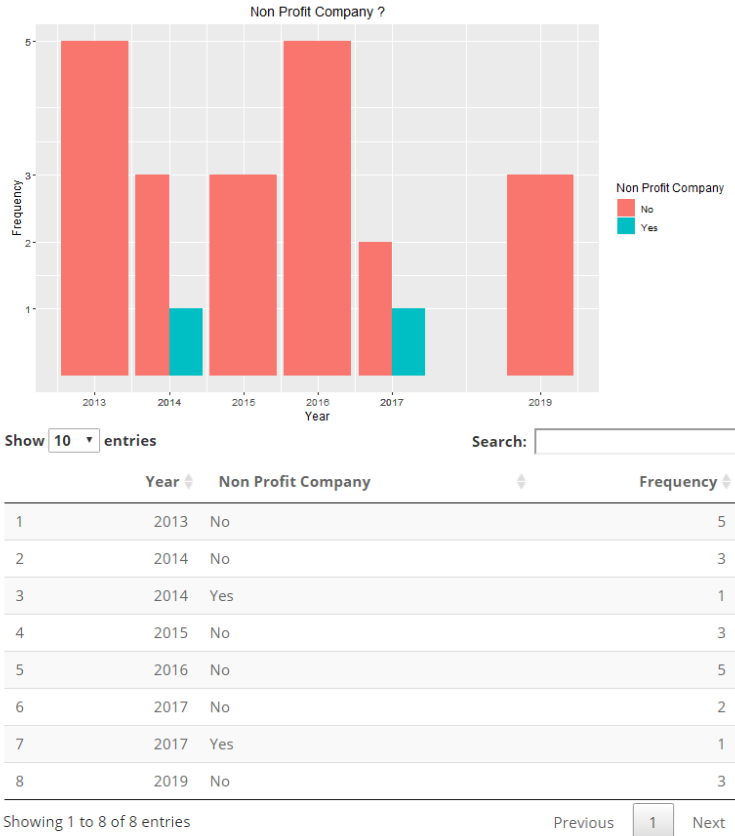 Non Profit Company ?
5
3
2
1
Frequency
2013 2014 2015 2016 2017 2019
Year
Non Profit Company
No
Yes
Show 10 entries Search:
Year Non Profit Company Frequency
1 2013 No 5
2 2014 No 3
3 2014 Yes 1
4 2015 No 3
5 2016 No 5
6 2017 No 2
7 2017 Yes 1
8 2019 No 3
Showing 1 to 8 of 8 entries Previous 1 Next